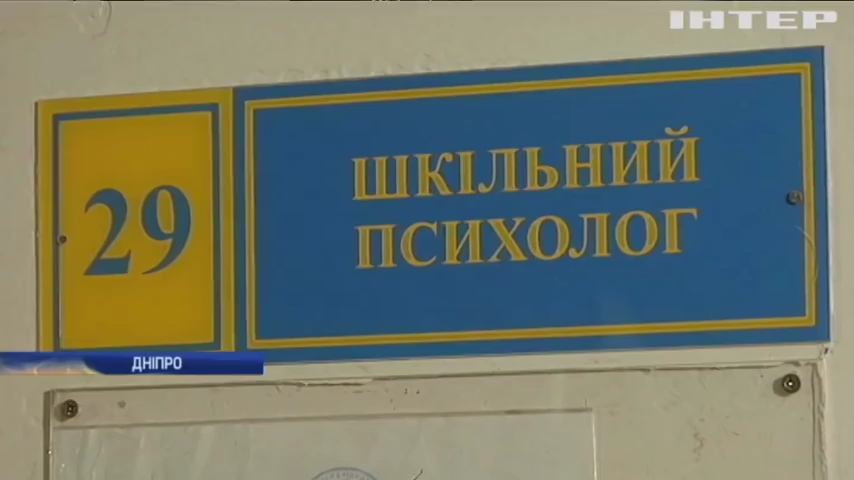 ІНТЕР
29
ШКІЛЬНИЙ
ПСИХОЛОГ
ДНІПРО